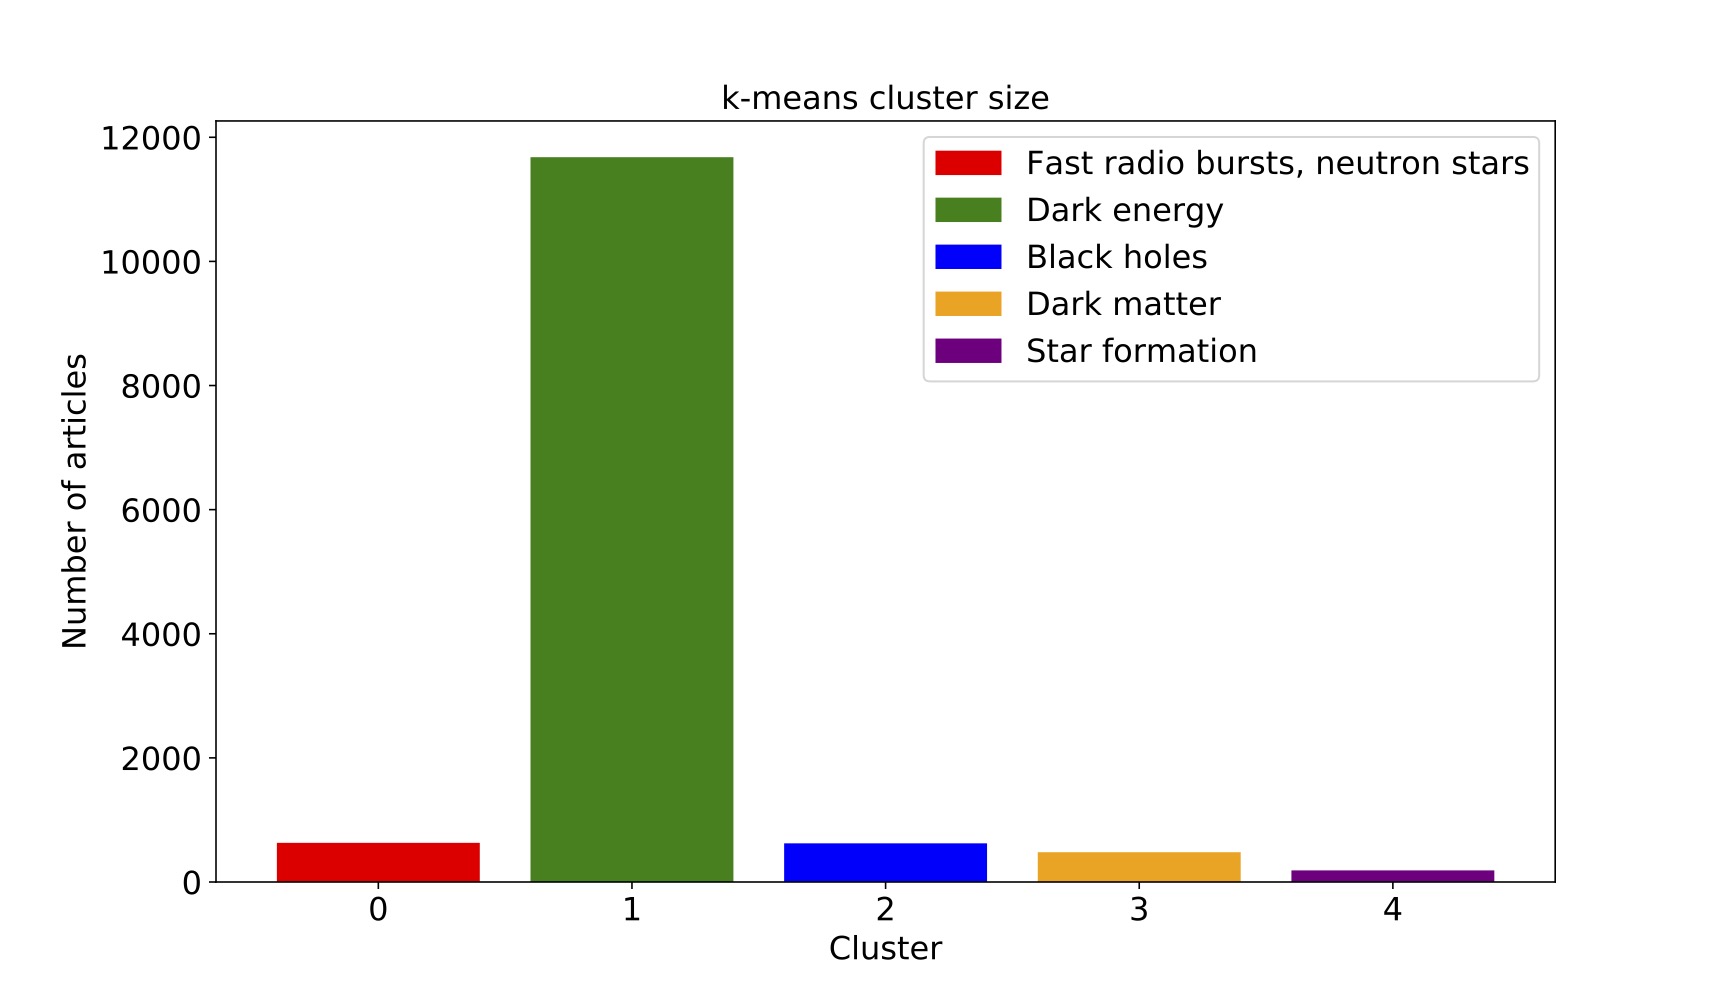 k-means cluster size
12000
10000
8000
6000
4000
2000
0
Number of articles
Fast radio bursts, neutron stars
Dark energy
Black holes
Dark matter
Star formation
0 1 2 3 4
Cluster